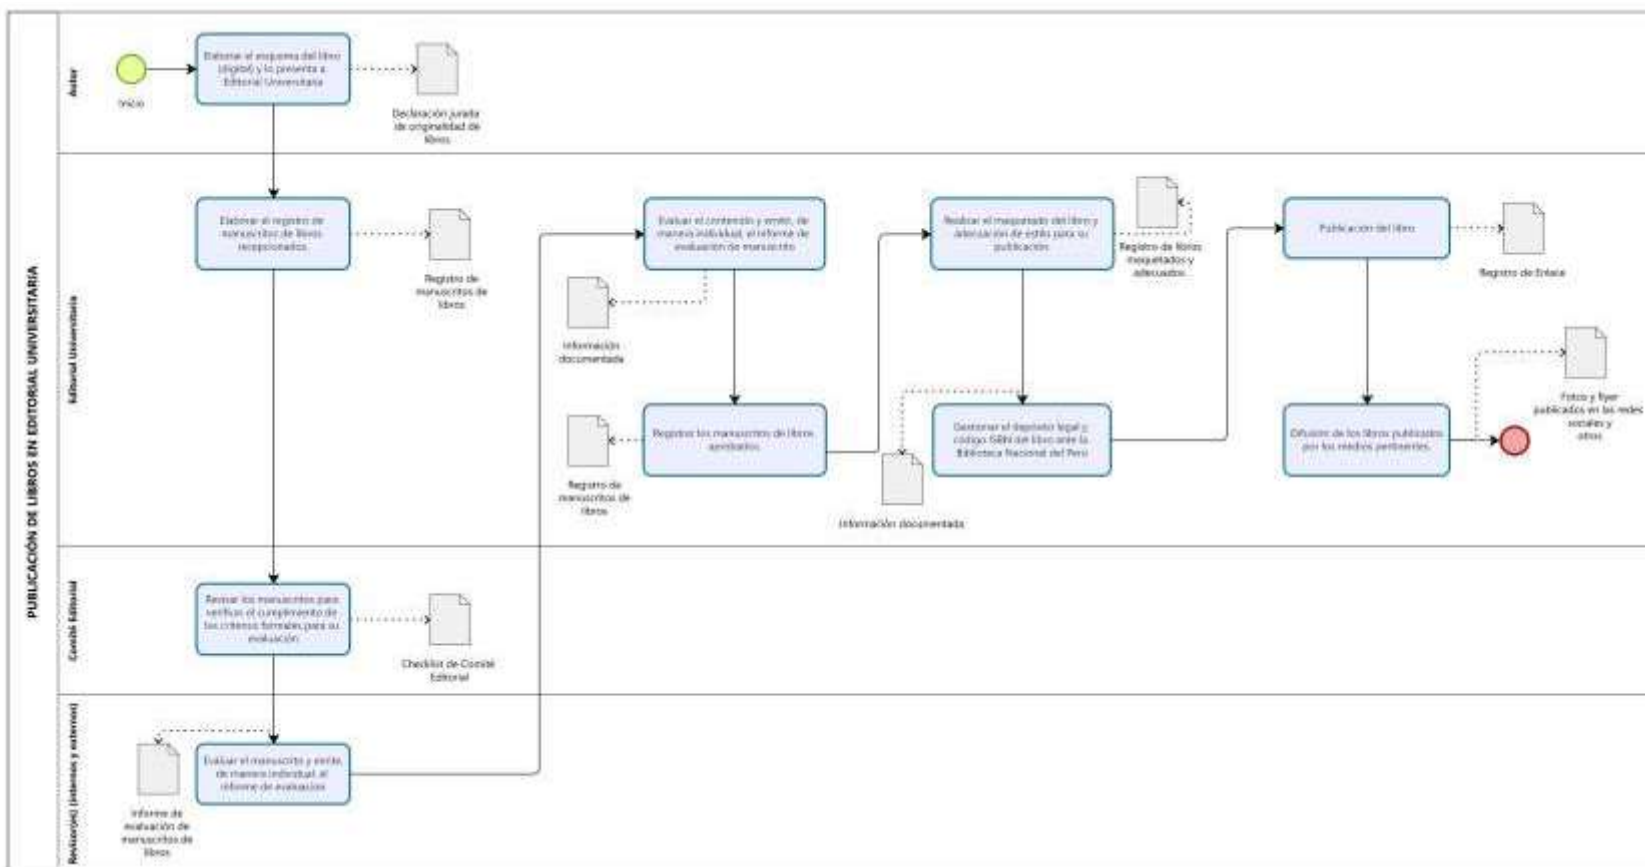 PUBLICACIÓN DE LIBROS EN EDITORIAL UNIVERSITARIA
Autor
Inicio
Elaborar el esquema del libro
(digital) y lo presenta a
Editorial Universitaria
Declaración jurada
de originalidad de
libros
Editorial Universitaria
Elaborar el registro de
manuscritos de libros
recepcionados
Registro de
manuscritos de
libros
Evaluar el contenido y emite, de
manera individual, el informe de
evaluación de manuscrito
Información
documentada
Registrar los manuscritos de libros
aprobados
Registro de
manuscritos de
libros
Realizar el maquetado del libro y
adecuación de estilo para su
publicación
Registro de libros
maquetados y
adecuados
Gestionar el depósito legal y
código ISBN del libro ante la
Biblioteca Nacional del Perú
Información documentada
Publicación del libro
Registro de Enlace
Difusión de los libros publicados
por los medios pertinentes.
Fotos y flyer
publicados en las redes
sociales y
otros
Comité Editorial
Revisar los manuscritos para
verificar el cumplimiento de
los criterios formales para su
evaluación
Checklist de Comité
Editorial
Revisor(es) (internos y externos)
Evaluar el manuscrito y emite,
de manera individual, el
informe de evaluación
Informe de
evaluación de
manuscritos de
libros